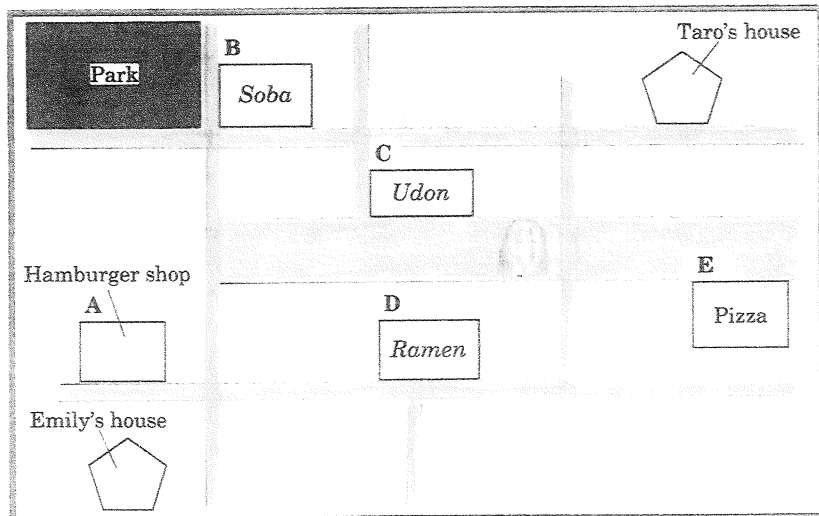 Park
B
Soba
Taro's house
C
Udon
Hamburger shop
A
D
Ramen
E
Pizza
Emily's house